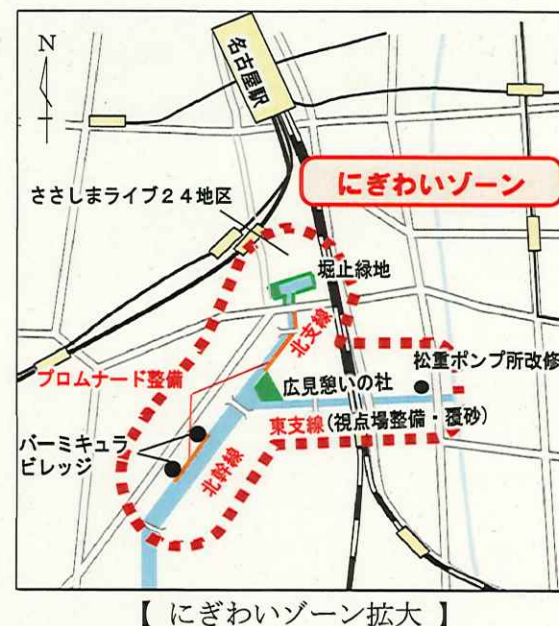 N
名古屋駅
にぎわいゾーン
ささしまライブ24地区
堀止緑地
北支線
松重ポンプ所改修
プロムナード整備
広見憩いの杜
東支線(視点場整備・覆砂)
バーミキュラ
ビレッジ
北幹線
【 にぎわいゾーン拡大 】